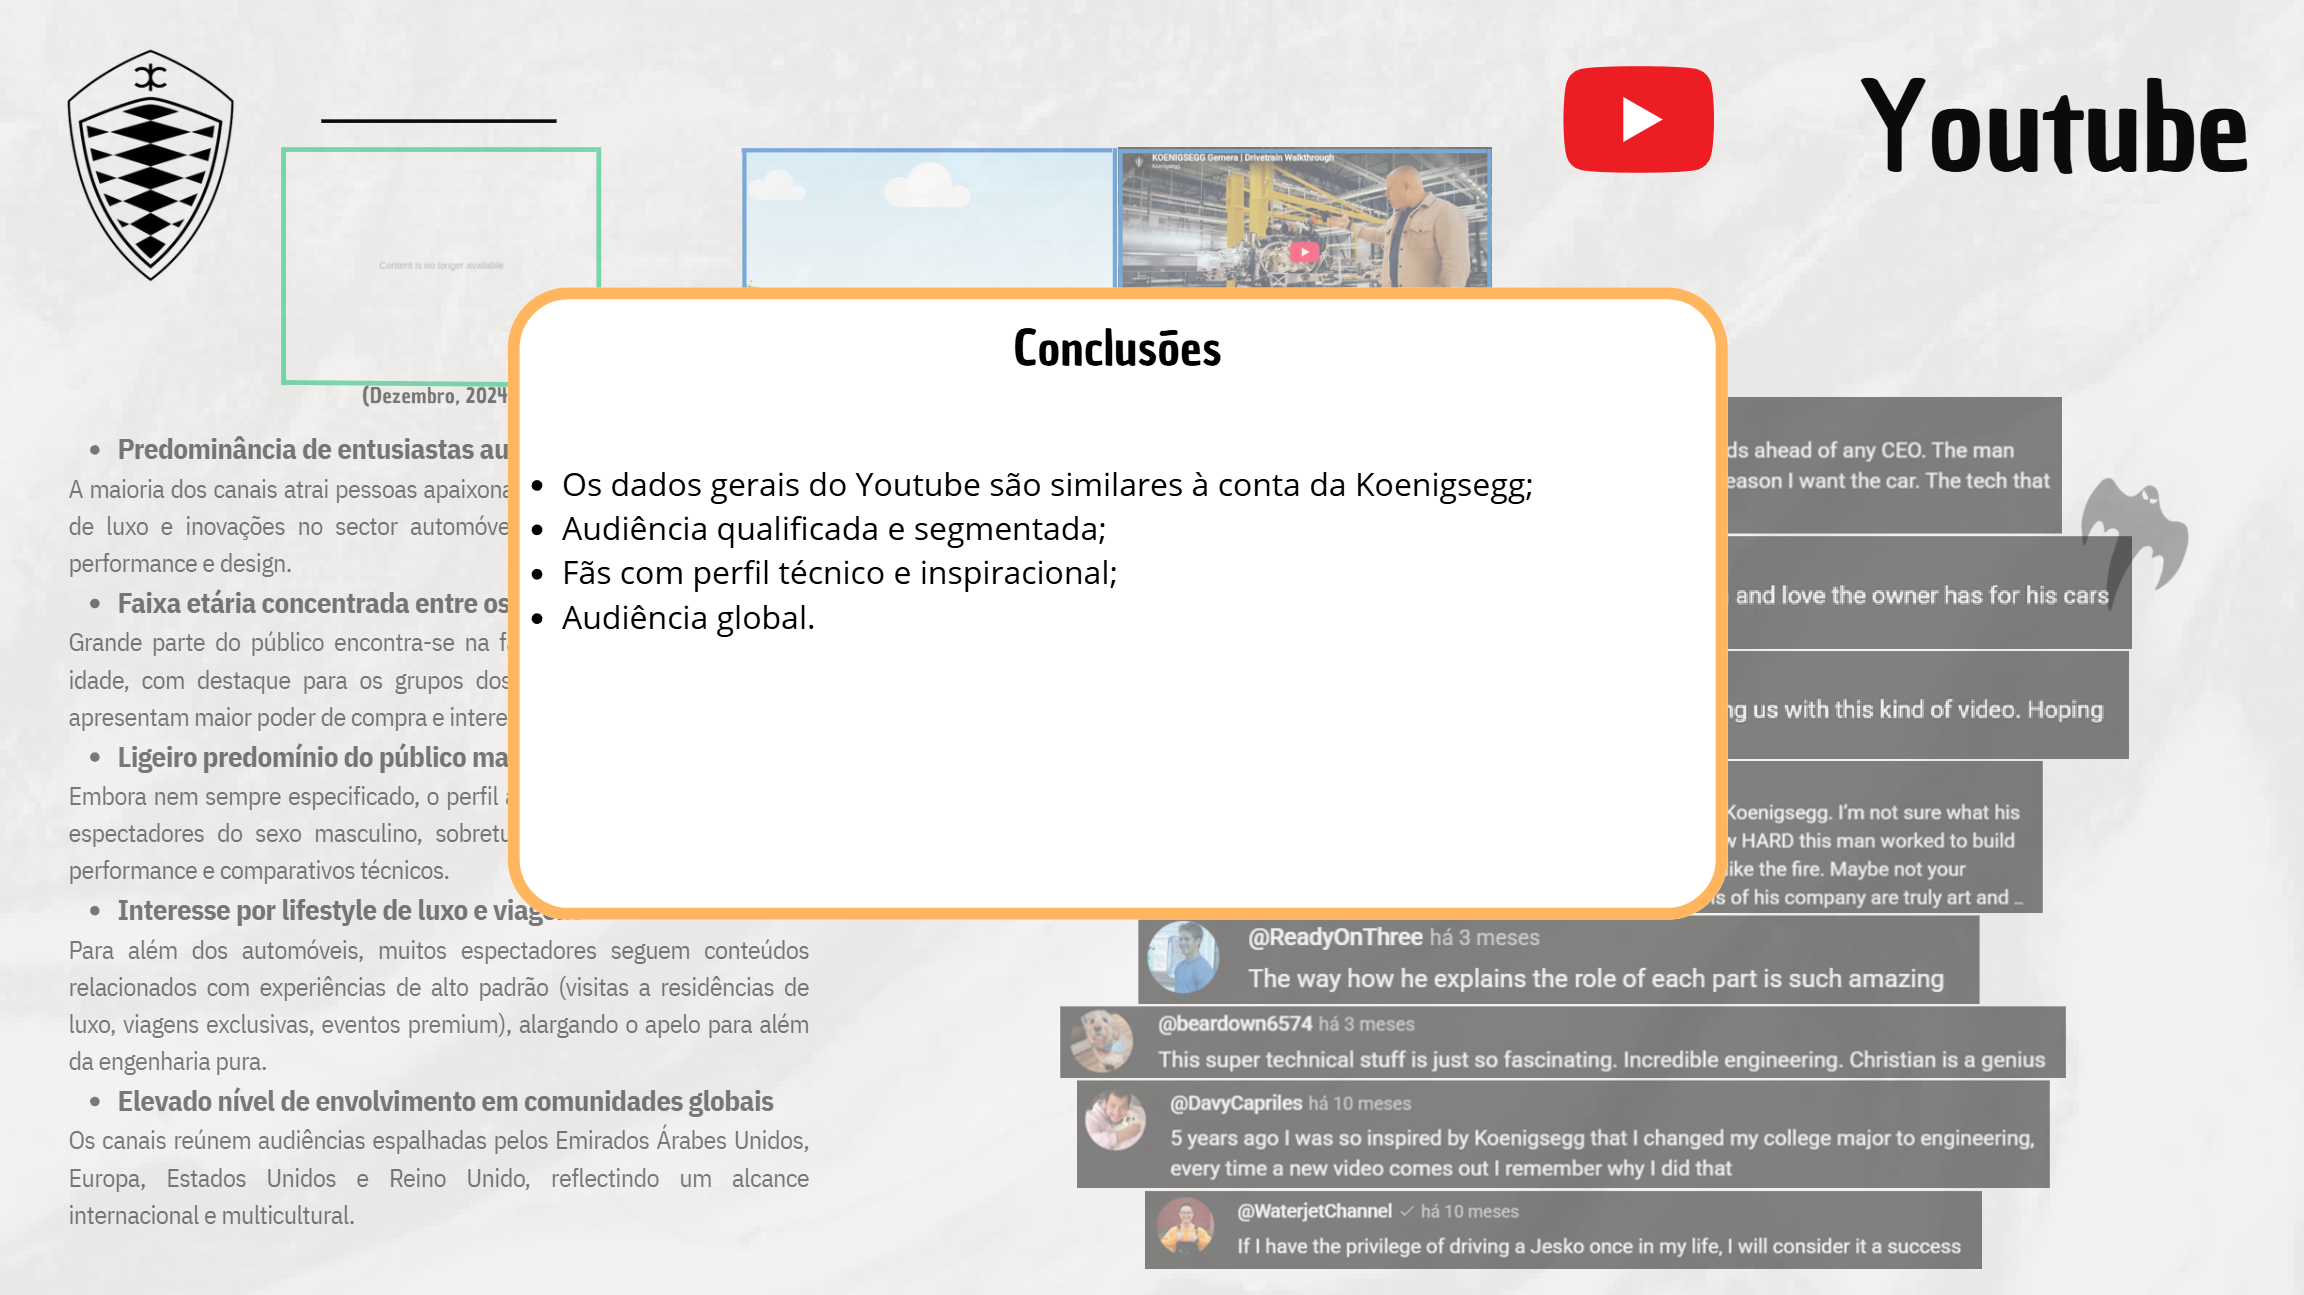 Youtube
KOENIGSEGG Gemera | Drivetrain Walkthrough
Koenigsegg
Content is no longer available
(Dezembro, 2024
Conclusões
• Os dados gerais do Youtube são similares à conta da Koenigsegg;
• Audiência qualificada e segmentada;
• Fãs com perfil técnico e inspiracional;
• Audiência global.
• Predominância de entusiastas au
A maioria dos canais atrai pessoas apaixona
de luxo e inovações no sector automóve
performance e design.
• Faixa etária concentrada entre os
Grande parte do público encontra-se na
idade, com destaque para os grupos dos
apresentam maior poder de compra e intere
• Ligeiro predomínio do público ma
Embora nem sempre especificado, o perfil
espectadores do sexo masculino, sobretu
performance e comparativos técnicos.
• Interesse por lifestyle de luxo e viag
Para além dos automóveis, muitos espectadores seguem conteúdos
relacionados com experiências de alto padrão (visitas a residências de
luxo, viagens exclusivas, eventos premium), alargando o apelo para além
da engenharia pura.
• Elevado nível de envolvimento em comunidades globais
Os canais reúnem audiências espalhadas pelos Emirados Árabes Unidos,
Europa, Estados Unidos e Reino Unido, reflectindo um alcance
internacional e multicultural.
ds ahead of any CEO. The man
eason I want the car. The tech that
and love the owner has for his cars
ng us with this kind of video. Hoping
Koenigsegg. I'm not sure what his
w HARD this man worked to build
like the fire. Maybe not your
s of his company are truly art and ...
@ReadyOnThree há 3 meses
The way how he explains the role of each part is such amazing
@beardown6574 há 3 meses
This super technical stuff is just so fascinating. Incredible engineering. Christian is a genius
@DavyCapriles há 10 meses
5 years ago I was so inspired by Koenigsegg that I changed my college major to engineering,
every time a new video comes out I remember why I did that
@WaterjetChannel ✓ há 10 meses
If I have the privilege of driving a Jesko once in my life, I will consider it a success